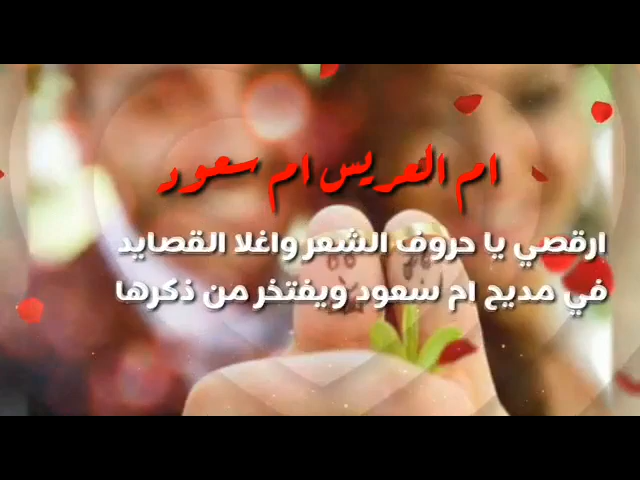 ام العريس ام سعود
ارقصي يا حروف الشعر واغلا القصايد
في مديح ام سعود ويفتخر من ذكرها